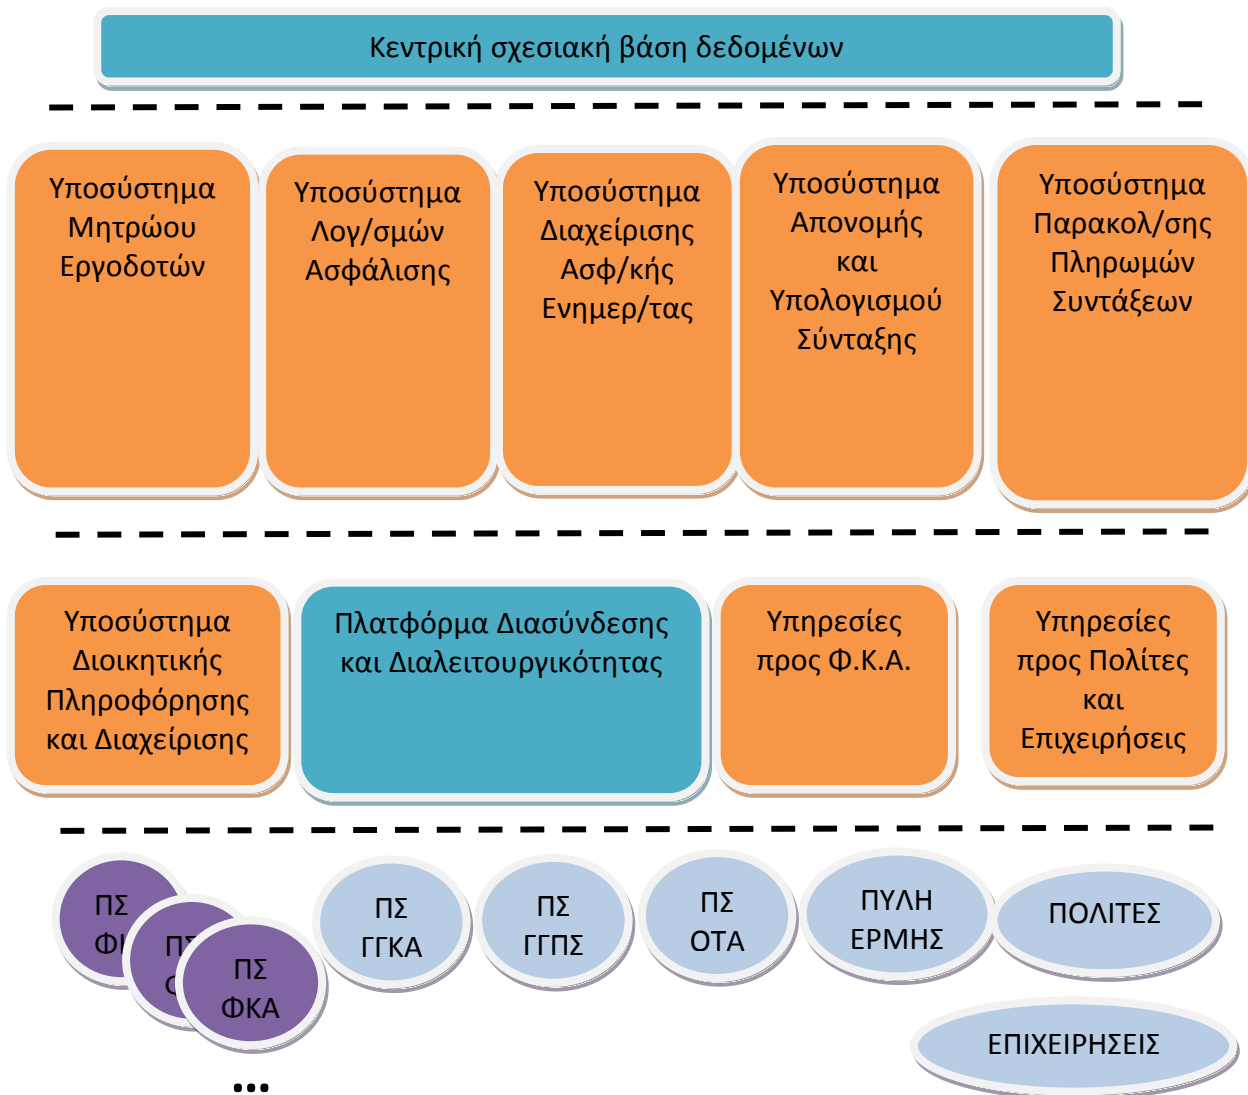 Κεντρική σχεσιακή βάση δεδομένων
Υποσύστημα
Μητρώου
Εργοδοτών
Υποσύστημα
Λογ/σμών
Ασφάλισης
Υποσύστημα
Διαχείρισης
Ασφ/κής
Ενημερ/τας
Υποσύστημα
Απονομής
και
Υπολογισμού
Σύνταξης
Υποσύστημα
Παρακολ/σης
Πληρωμών
Συντάξεων
Υποσύστημα
Διοικητικής
Πληροφόρησης
και Διαχείρισης
Πλατφόρμα Διασύνδεσης
και Διαλειτουργικότητας
Υπηρεσίες
προς Φ.Κ.Α.
Υπηρεσίες
προς Πολίτες
και
Επιχειρήσεις
ΠΣ
ΠΣ
ΠΣ
ΦΚΑ
...
ΠΣ
ΓΓΚΑ
ΠΣ
ΓΓΠΣ
ΠΣ
ΟΤΑ
ΠΥΛΗ
ΕΡΜΗΣ
ΠΟΛΙΤΕΣ
ΕΠΙΧΕΙΡΗΣΕΙΣ